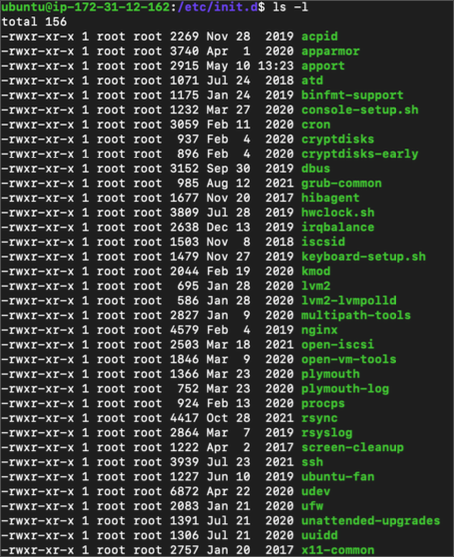 ubuntu@ip-172-31-12-162:/etc/init.d$ ls -l
total 156
-rwxr-xr-x 1 root root 2269 Nov 28  2019 acpid
-rwxr-xr-x 1 root root 3740 Apr  1  2020 apparmor
-rwxr-xr-x 1 root root 2915 May 10 13:23 apport
-rwxr-xr-x 1 root root 1071 Jul 24  2018 atd
-rwxr-xr-x 1 root root 1175 Jan 24  2019 binfmt-support
-rwxr-xr-x 1 root root 1232 Mar 27  2020 console-setup.sh
-rwxr-xr-x 1 root root 3059 Feb 11  2020 cron
-rwxr-xr-x 1 root root  937 Feb  4  2020 cryptdisks
-rwxr-xr-x 1 root root  896 Feb  4  2020 cryptdisks-early
-rwxr-xr-x 1 root root 3152 Sep 30  2019 dbus
-rwxr-xr-x 1 root root  985 Aug 12  2021 grub-common
-rwxr-xr-x 1 root root 1677 Nov 20  2017 hibagent
-rwxr-xr-x 1 root root 3809 Jul 28  2019 hwclock.sh
-rwxr-xr-x 1 root root 2638 Dec 13  2019 irqbalance
-rwxr-xr-x 1 root root 1503 Nov  8  2018 iscsid
-rwxr-xr-x 1 root root 1479 Nov 27  2019 keyboard-setup.sh
-rwxr-xr-x 1 root root 2044 Feb 19  2020 kmod
-rwxr-xr-x 1 root root  695 Jan 28  2020 lvm2
-rwxr-xr-x 1 root root  586 Jan 28  2020 lvm2-lvmpolld
-rwxr-xr-x 1 root root 2827 Jan  9  2020 multipath-tools
-rwxr-xr-x 1 root root 4579 Feb  4  2019 nginx
-rwxr-xr-x 1 root root 2503 Mar 18  2021 open-iscsi
-rwxr-xr-x 1 root root 1846 Mar  9  2020 open-vm-tools
-rwxr-xr-x 1 root root 1366 Mar 23  2020 plymouth
-rwxr-xr-x 1 root root  752 Mar 23  2020 plymouth-log
-rwxr-xr-x 1 root root  924 Feb 13  2020 procps
-rwxr-xr-x 1 root root 4417 Oct 28  2021 rsync
-rwxr-xr-x 1 root root 2864 Mar  7  2019 rsyslog
-rwxr-xr-x 1 root root 1222 Apr  2  2017 screen-cleanup
-rwxr-xr-x 1 root root 3939 Jul 23  2021 ssh
-rwxr-xr-x 1 root root 1227 Jun 10  2019 ubuntu-fan
-rwxr-xr-x 1 root root 6872 Apr 22  2020 udev
-rwxr-xr-x 1 root root 2083 Jan 21  2020 ufw
-rwxr-xr-x 1 root root 1391 Jul 21  2020 unattended-upgrades
-rwxr-xr-x 1 root root 1306 Jul 21  2020 uuidd
-rwxr-xr-x 1 root root 2757 Jan 20  2017 x11-common